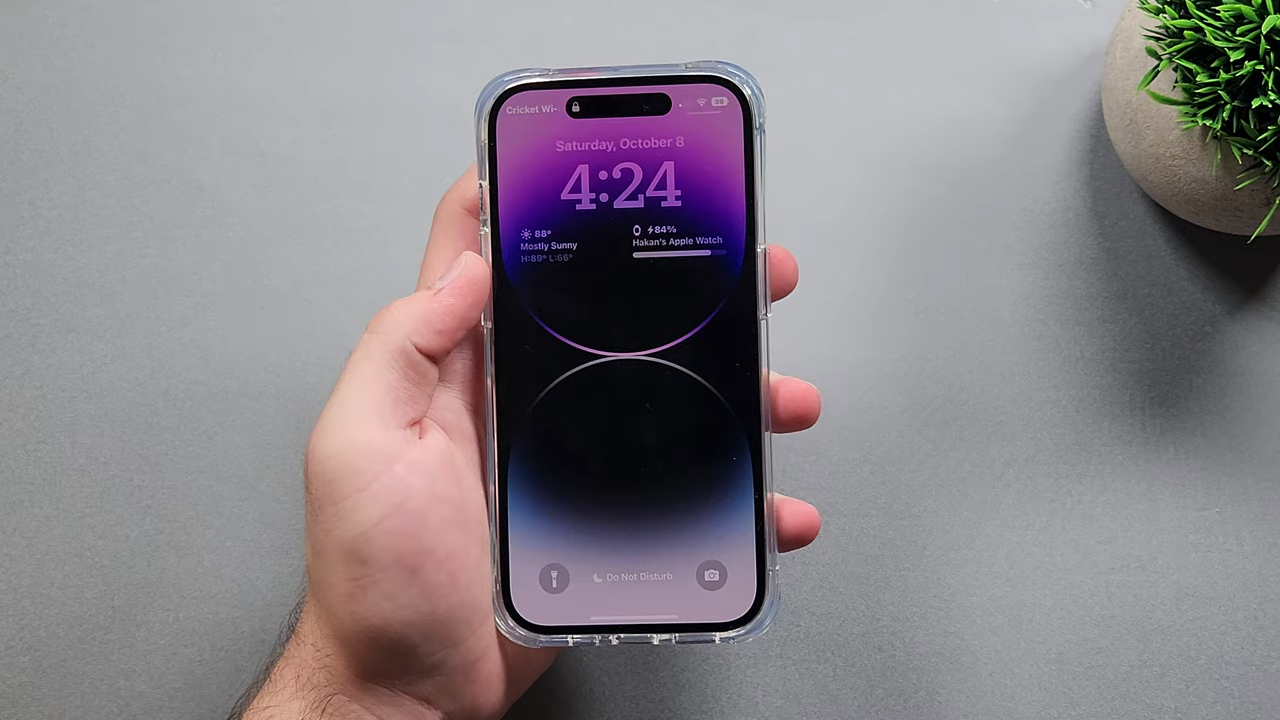 Cricket Wi-
36
Saturday, October 8
4:24
88°
Mostly Sunny
H:89° L:66°
84%
Hakan's Apple Watch
Do Not Disturb